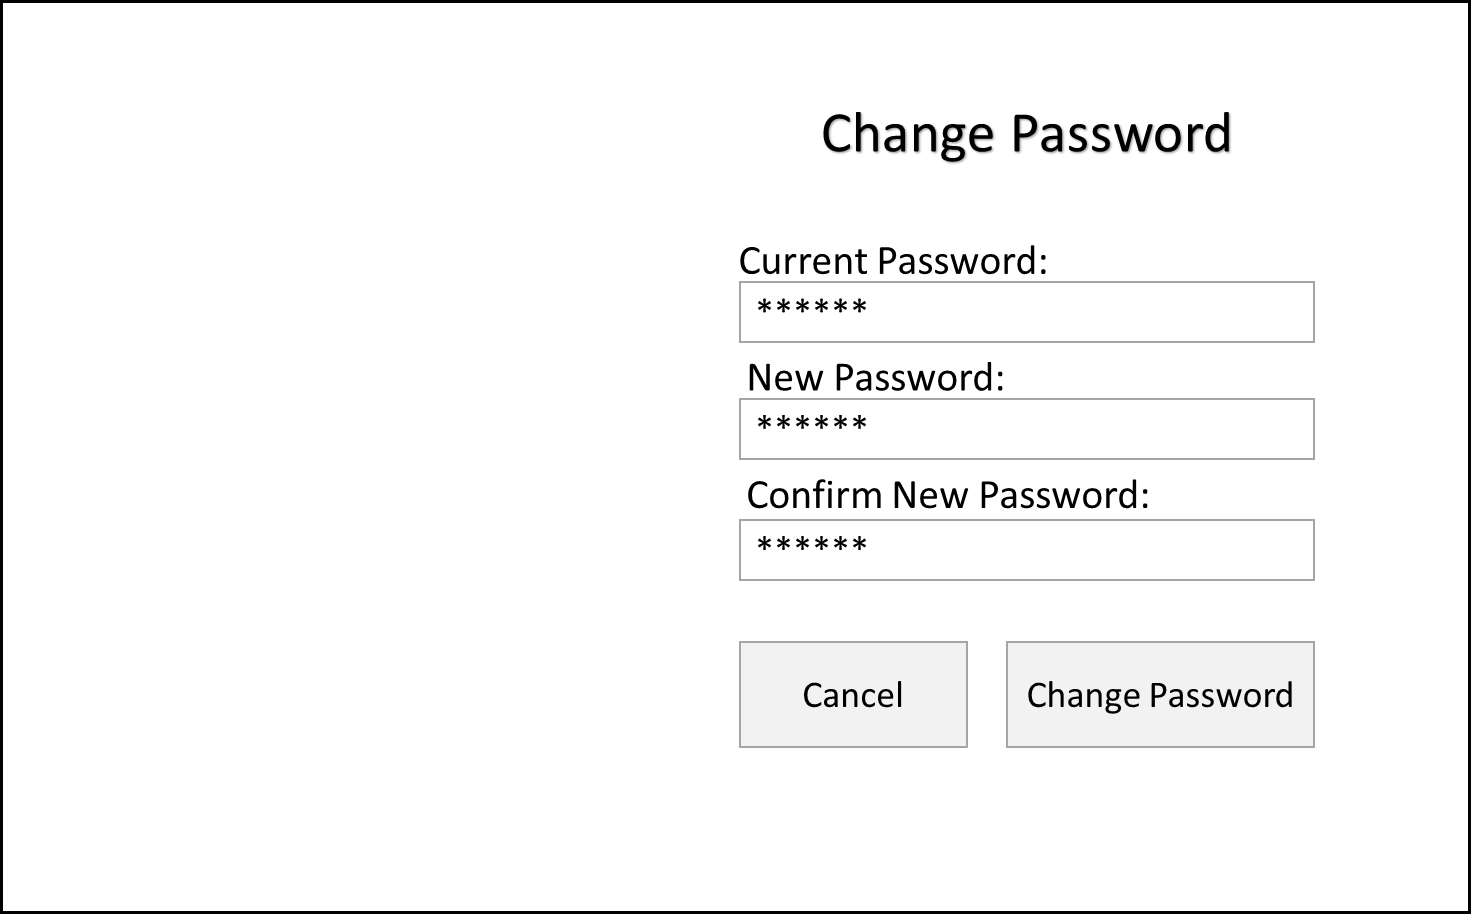 Change Password
Current Password:
******
New Password:
******
Confirm New Password:
******
Cancel
Change Password